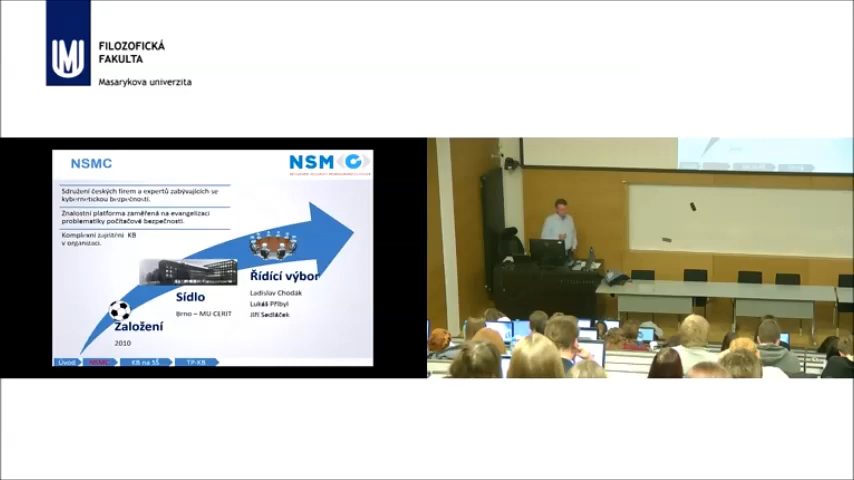 FILOZOFICKÁ
FAKULTA
Masarykova univerzita
NSMC
NSM
Sdružení českých firem a expertů zabývajících se
kybernetickou bezpečností.
Znalostní platforma zaměřená na evangelizaci
problematiky počítačové bezpečnosti.
Komplexní zajištění KB
v organizaci.
Řídící výbor
Ladislav Chodák
Lukáš Přibyl
Jiří Sedláček
Sídlo
Brno – MU CERIT
Založení
2010
Úvod
NSMC
KB na SŠ
TP-KB